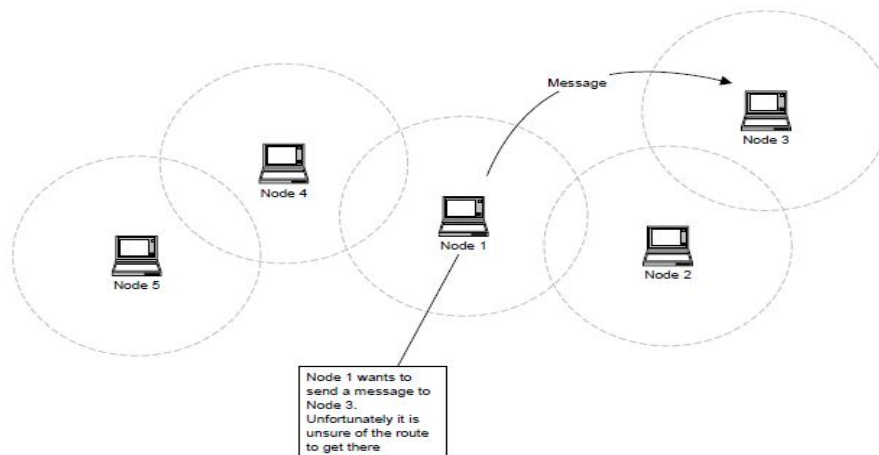 Message
Node 3
Node 4
Node 1
Node 2
Node 5
Node 1 wants to
send a message to
Node 3.
Unfortunately it is
unsure of the route
to get there